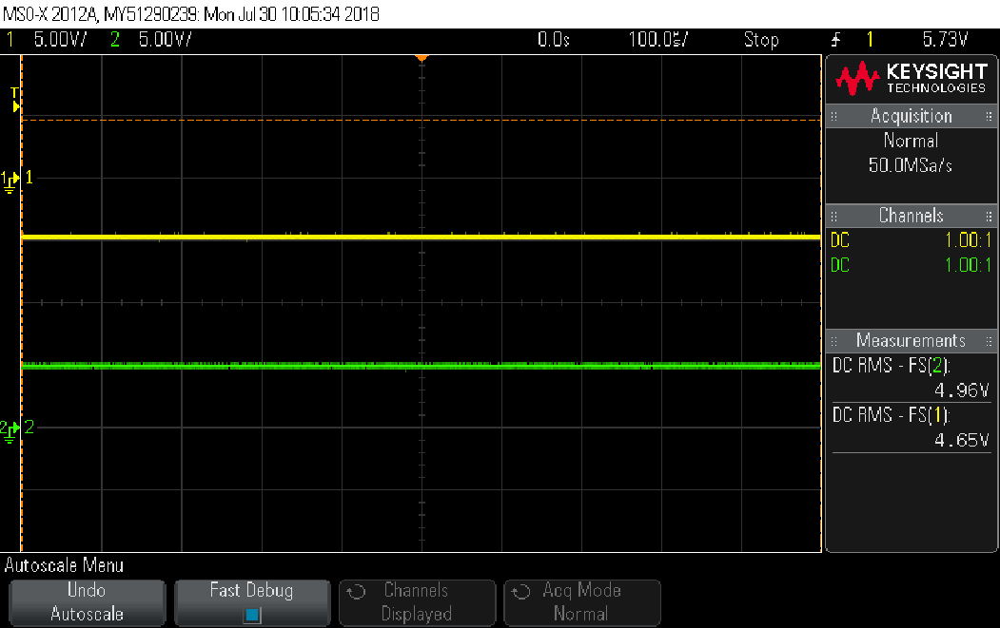 MSO-X 2012A, MY51290239: Mon Jul 30 10:05:34 2018
1 5.00V/ 2 5.00V/ 0.0s 100.0us/ Stop 1 5.73V
KEYSIGHT
TECHNOLOGIES
Acquisition
Normal
50.0MSa/s
Channels
DC 1.00:1
DC 1.00:1
Measurements
DC RMS - FS(2):
4.96V
DC RMS - FS(1):
4.65V
T
1 1
2 2
Autoscale Menu
Undo
Autoscale
Fast Debug
Channels
Displayed
Acq Mode
Normal